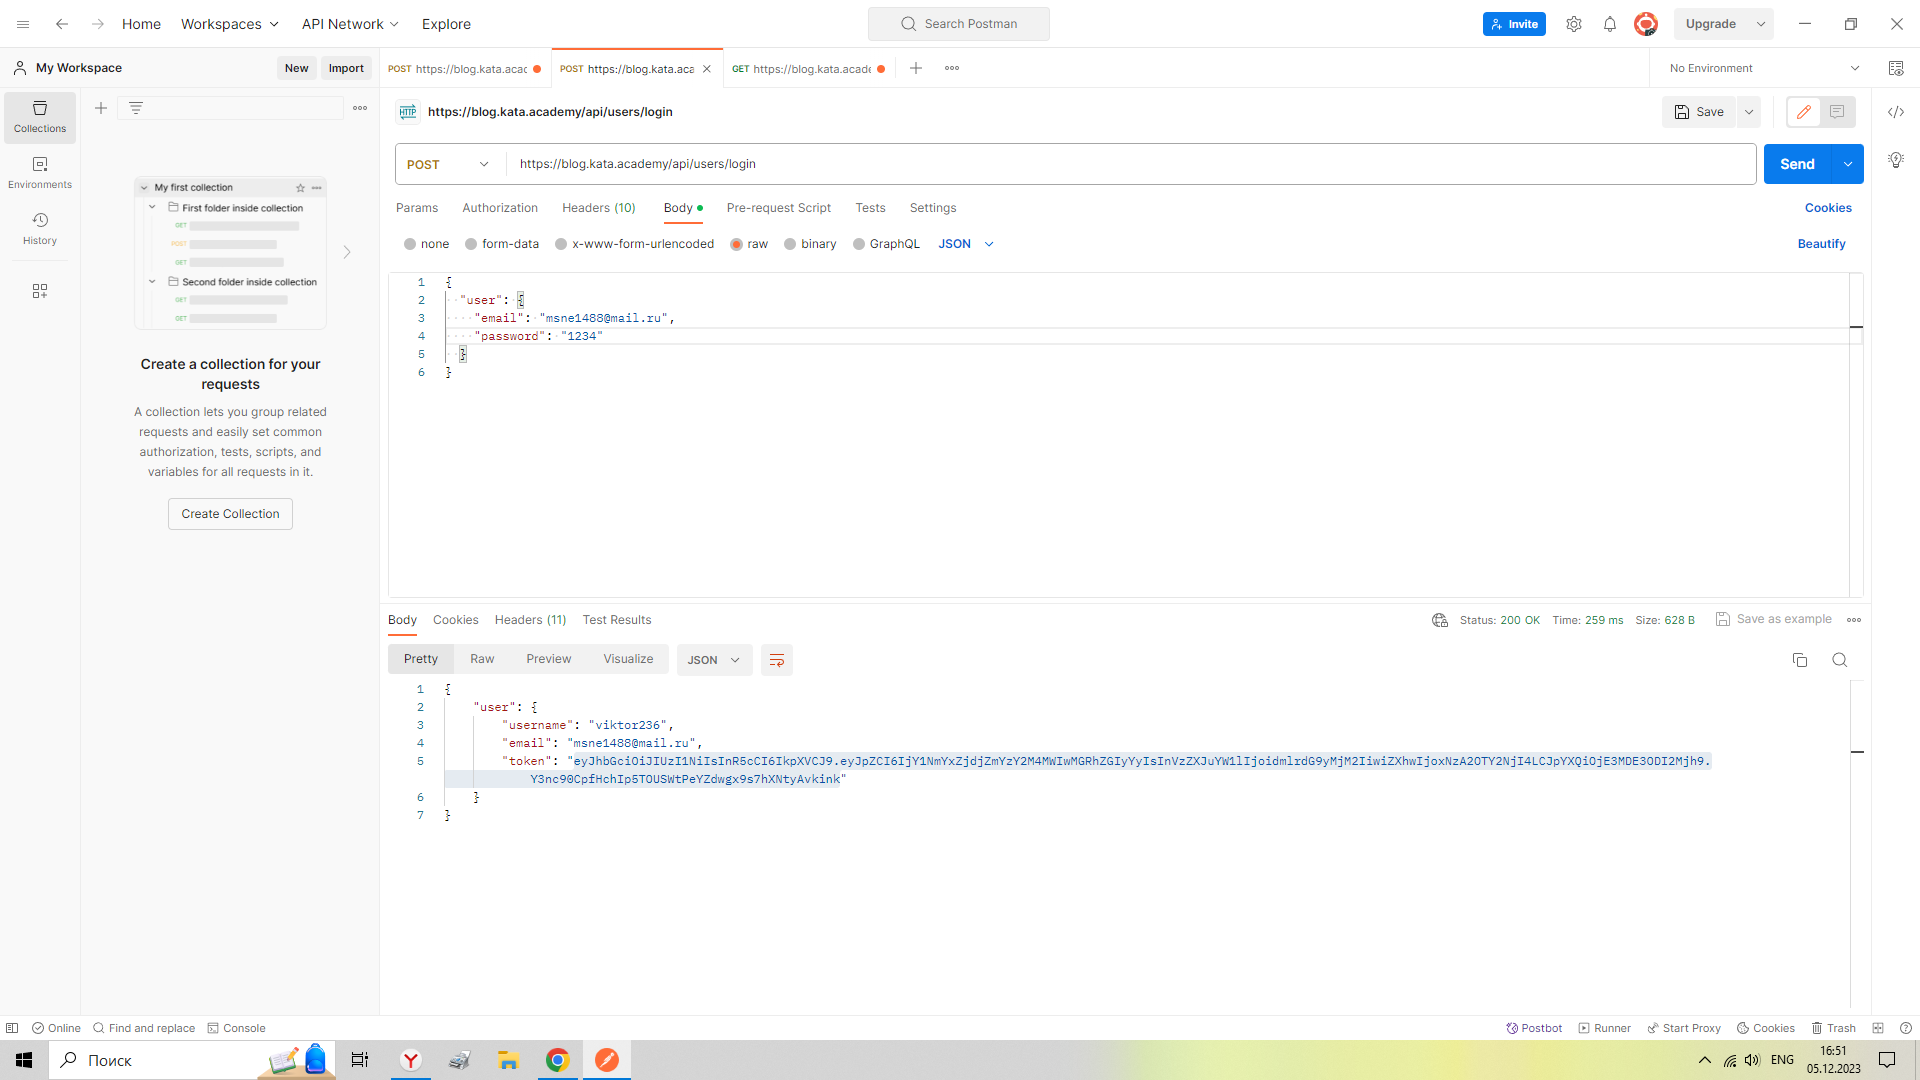 Home
Workspaces
API Network
Explore
Search Postman
Invite
Upgrade
My Workspace
New
Import
POST https://blog.kata.acac
POST https://blog.kata.aca
GET https://blog.kata.acade
No Environment
Collections
Environments
History
My first collection
First folder inside collection
GET
POST
GET
Second folder inside collection
GET
GET
Create a collection for your
requests
A collection lets you group related
requests and easily set common
authorization, tests, scripts, and
variables for all requests in it.
Create Collection
HTTP
https://blog.kata.academy/api/users/login
Save
POST
https://blog.kata.academy/api/users/login
Send
Params
Authorization
Headers (10)
Body
Pre-request Script
Tests
Settings
Cookies
none
form-data
x-www-form-urlencoded
raw
binary
GraphQL
JSON
Beautify
1 {
2 "user": {
3 "email": "msne1488@mail.ru",
4 "password": "1234"
5 }
6 }
Body
Cookies
Headers (11)
Test Results
Status: 200 OK
Time: 259 ms
Size: 628 B
Save as example
Pretty
Raw
Preview
Visualize
JSON
1 {
2 "user": {
3 "username": "viktor236",
4 "email": "msne1488@mail.ru",
5 "token": "eyJhbGciOiJIUzI1NiIsInR5cCI6IkpXVCJ9.eyJpZCI6IjY1NmYxZjdjZmYzY2M4MWIwMGRhZGIyYyIsInVzZXJuYW1lIjoidmlrdG9yMjM2IiwiZXhwIjoxNzA2OTY2NjI4LCJpYXQiOjE3MDE3ODI2Mjh9.
Y3nc90CpfHchIp5TOUSWtPeYZdwgx9s7hXNtyAvkink"
6 }
7 }
Online
Find and replace
Console
Postbot
Runner
Start Proxy
Cookies
Trash
Поиск
ENG
16:51
05.12.2023